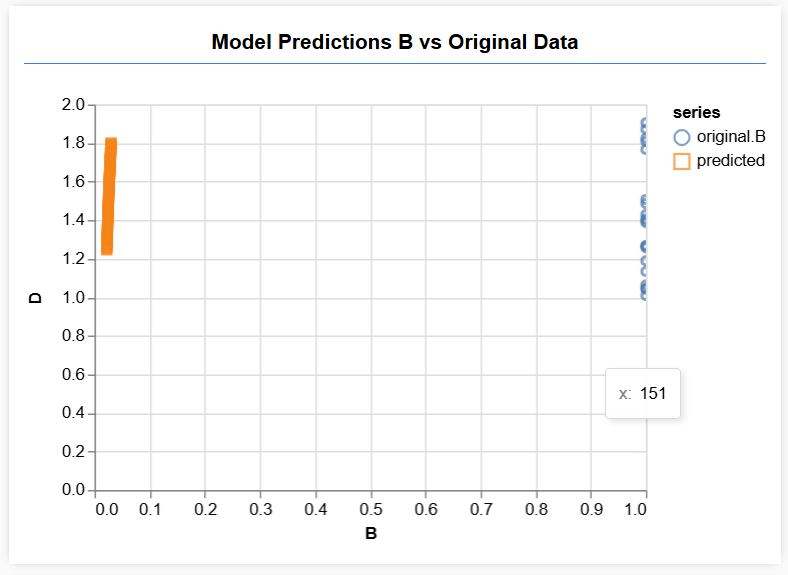 Model Predictions B vs Original Data
series
original.B
predicted
2.0
1.8
1.6
1.4
1.2
1.0
0.8
0.6
0.4
0.2
0.0
D
x: 151
0.0 0.1 0.2 0.3 0.4 0.5 0.6 0.7 0.8 0.9 1.0
B